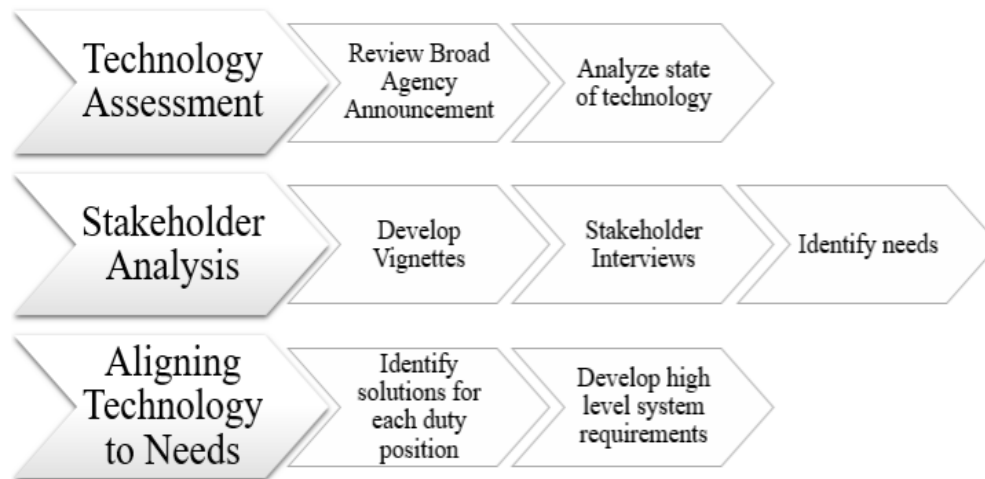 Technology
Assessment
Review Broad
Agency
Announcement
Analyze state
of technology
Stakeholder
Analysis
Develop
Vignettes
Stakeholder
Interviews
Identify needs
Aligning
Technology
to Needs
Identify
solutions for
each duty
position
Develop high
level system
requirements